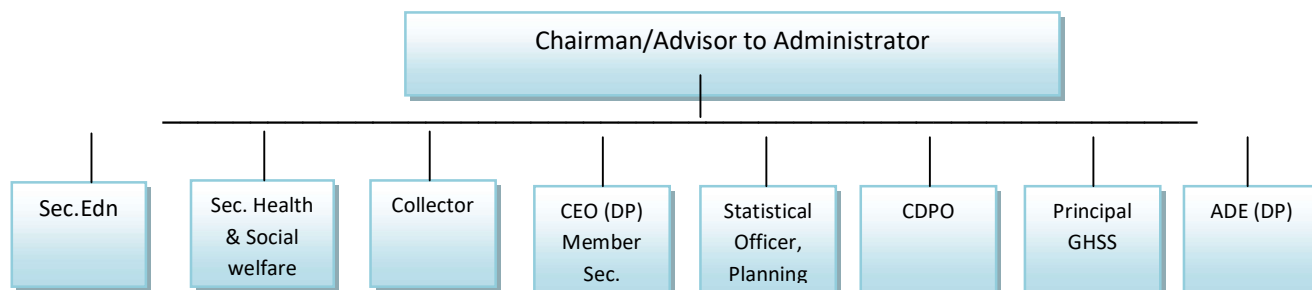 Chairman/Advisor to Administrator
Sec.Edn
Sec. Health
& Social
welfare
Collector
CEO (DP)
Member
Sec.
Statistical
Officer,
Planning
CDPO
Principal
GHSS
ADE (DP)